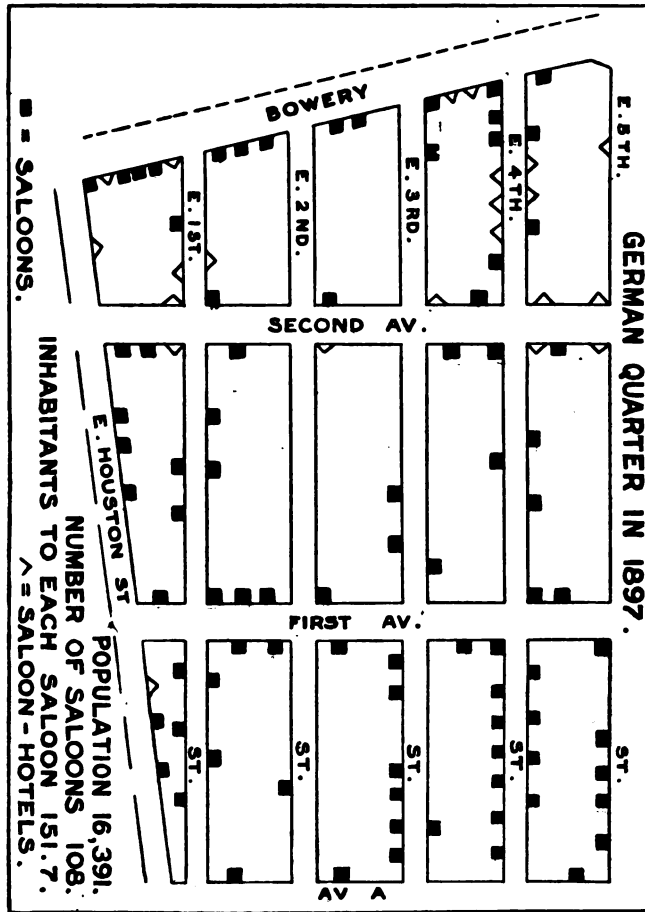 GERMAN QUARTER IN 1897.
E. 5TH.
ST.
E. 4TH.
ST.
E. 3RD.
ST.
E. 2ND.
ST.
E. 1ST.
ST.
E. HOUSTON ST
BOWERY
SECOND AV.
FIRST AV.
AV A
■ = SALOONS.
POPULATION 16,391.
NUMBER OF SALOONS 108.
INHABITANTS TO EACH SALOON 151.7.
^ = SALOON-HOTELS.